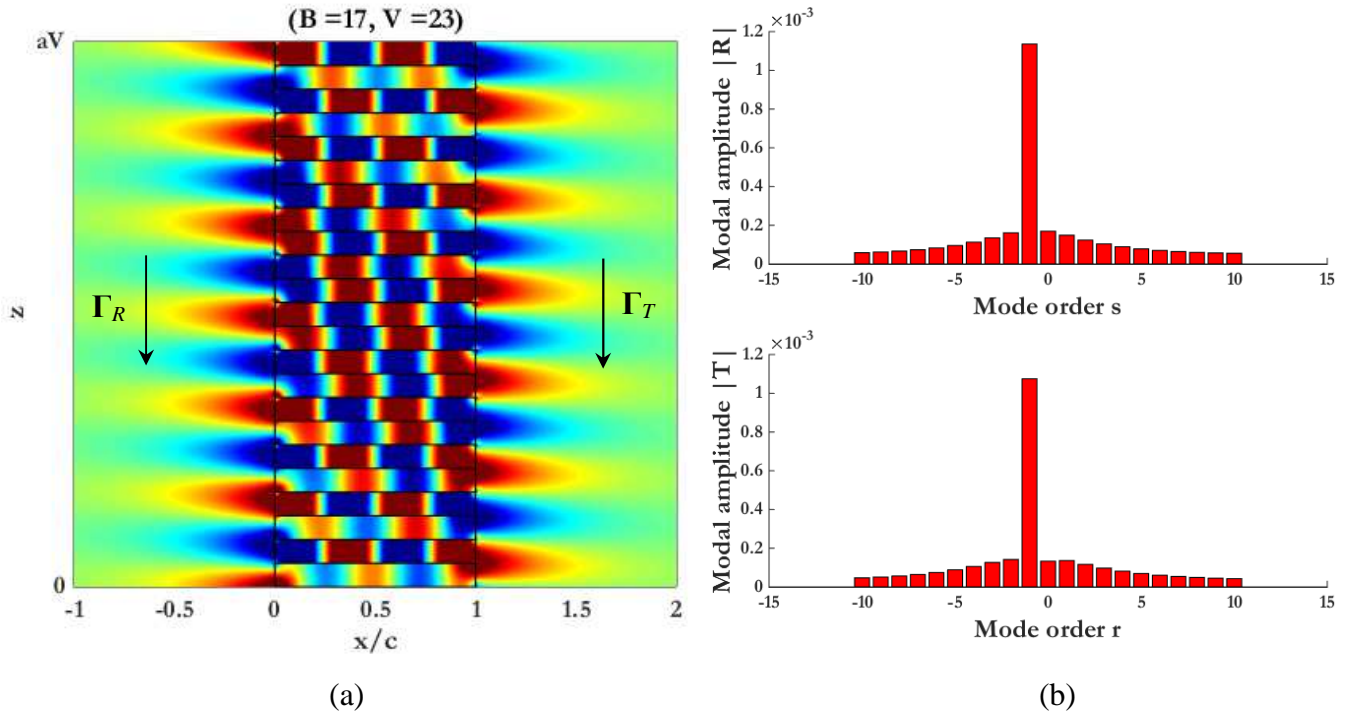 (B =17, V =23)
aV
z
0
ΓR
ΓT
-1 -0.5 0 0.5 1 1.5 2
x/c
(a)
×10-3
1.2
1
0.8
0.6
0.4
0.2
0
Modal amplitude |R|
-15 -10 -5 0 5 10 15
Mode order s
×10-3
1.2
1
0.8
0.6
0.4
0.2
0
Modal amplitude |T|
-15 -10 -5 0 5 10 15
Mode order r
(b)